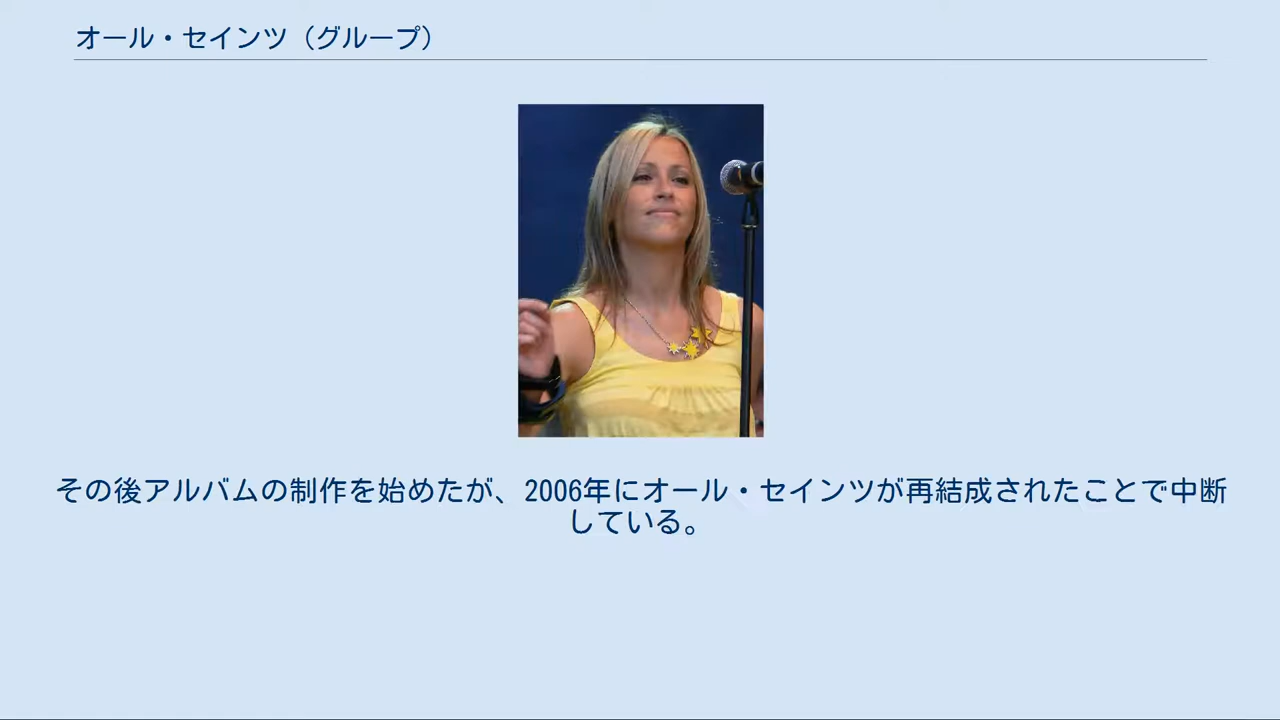 オール・セインツ（グループ）
その後アルバムの制作を始めたが、2006年にオール・セインツが再結成されたことで中断
している。